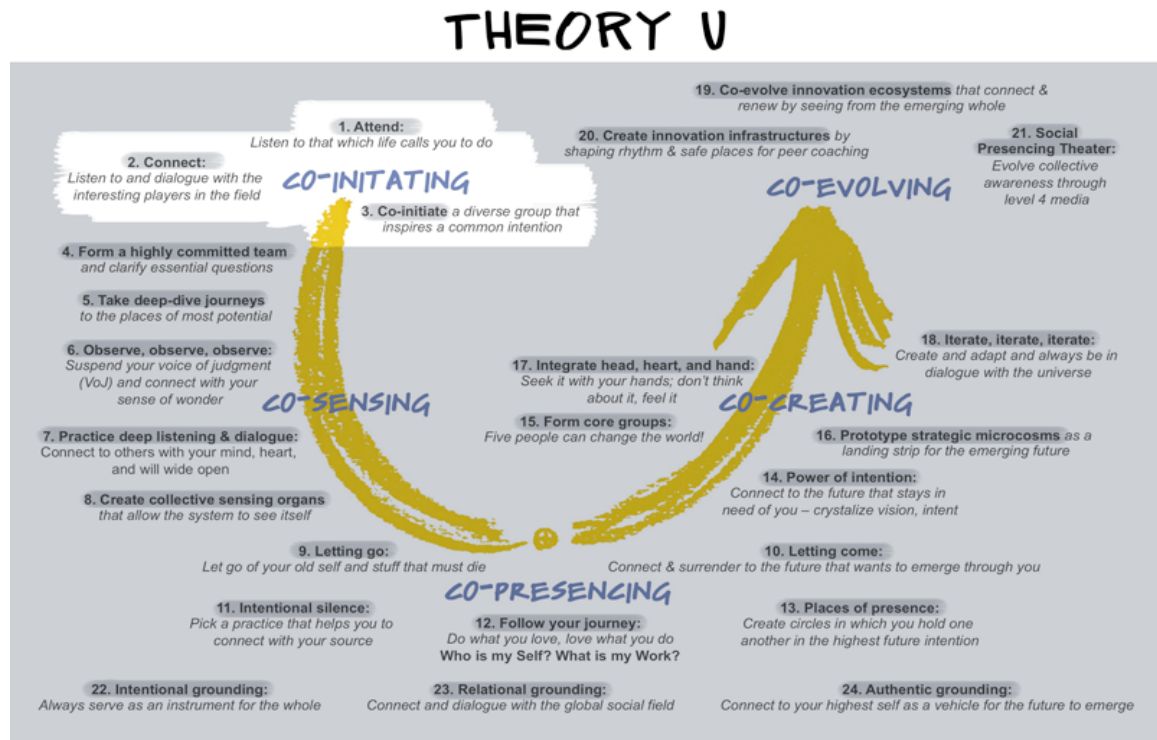 THEORY U
1. Attend:
Listen to that which life calls you to do
2. Connect:
Listen to and dialogue with the
interesting players in the field
CO-INITATING
3. Co-initiate a diverse group that
inspires a common intention
4. Form a highly committed team
and clarify essential questions
5. Take deep-dive journeys
to the places of most potential
6. Observe, observe, observe:
Suspend your voice of judgment
(VoJ) and connect with your
sense of wonder
CO-SENSING
7. Practice deep listening & dialogue:
Connect to others with your mind, heart,
and will wide open
8. Create collective sensing organs
that allow the system to see itself
9. Letting go:
Let go of your old self and stuff that must die
10. Letting come:
Connect & surrender to the future that wants to emerge through you
CO-PRESENCING
11. Intentional silence:
Pick a practice that helps you to
connect with your source
12. Follow your journey:
Do what you love, love what you do
Who is my Self? What is my Work?
13. Places of presence:
Create circles in which you hold one
another in the highest future intention
14. Power of intention:
Connect to the future that stays in
need of you – crystalize vision, intent
15. Form core groups:
Five people can change the world!
16. Prototype strategic microcosms as a
landing strip for the emerging future
CO-CREATING
17. Integrate head, heart, and hand:
Seek it with your hands; don't think
about it, feel it
18. Iterate, iterate, iterate:
Create and adapt and always be in
dialogue with the universe
CO-EVOLVING
19. Co-evolve innovation ecosystems that connect &
renew by seeing from the emerging whole
20. Create innovation infrastructures by
shaping rhythm & safe places for peer coaching
21. Social
Presencing Theater:
Evolve collective
awareness through
level 4 media
22. Intentional grounding:
Always serve as an instrument for the whole
23. Relational grounding:
Connect and dialogue with the global social field
24. Authentic grounding:
Connect to your highest self as a vehicle for the future to emerge